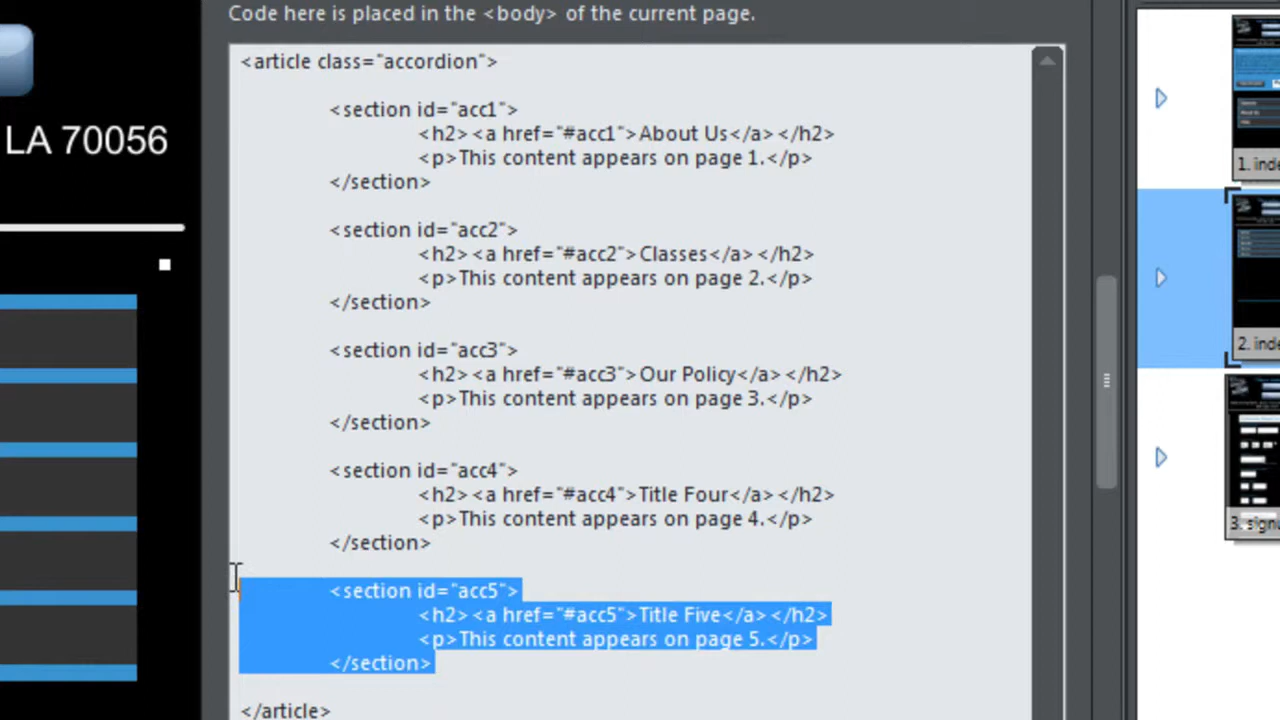 Code here is placed in the <body> of the current page.
LA 70056
<article class="accordion">
<section id="acc1">
<h2><a href="#acc1">About Us</a></h2>
<p>This content appears on page 1.</p>
</section>
<section id="acc2">
<h2><a href="#acc2">Classes</a></h2>
<p>This content appears on page 2.</p>
</section>
<section id="acc3">
<h2><a href="#acc3">Our Policy</a></h2>
<p>This content appears on page 3.</p>
</section>
<section id="acc4">
<h2><a href="#acc4">Title Four</a></h2>
<p>This content appears on page 4.</p>
</section>
<section id="acc5">
<h2><a href="#acc5">Title Five</a></h2>
<p>This content appears on page 5.</p>
</section>
</article>
1. inde
2. inde
3. signu